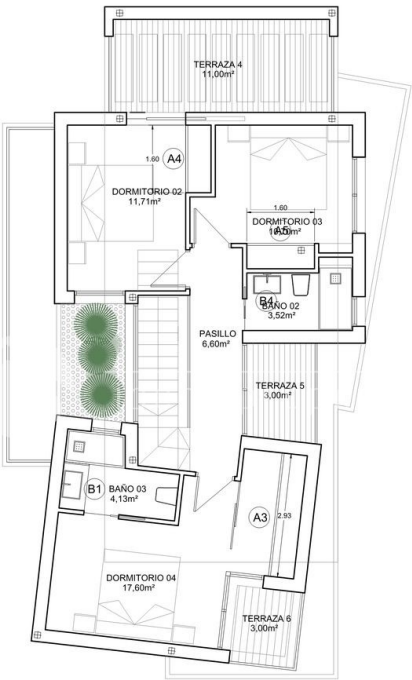 TERRAZA 4
11,00m²
1.60
A4
DORMITORIO 02
11,71m²
1.60
DORMITORIO 03
A5
B4
BAÑO 02
3,52m²
PASILLO
6,60m²
TERRAZA 5
3,00m²
B1
BAÑO 03
4,13m²
A3
2.93
DORMITORIO 04
17,60m²
TERRAZA 6
3,00m²